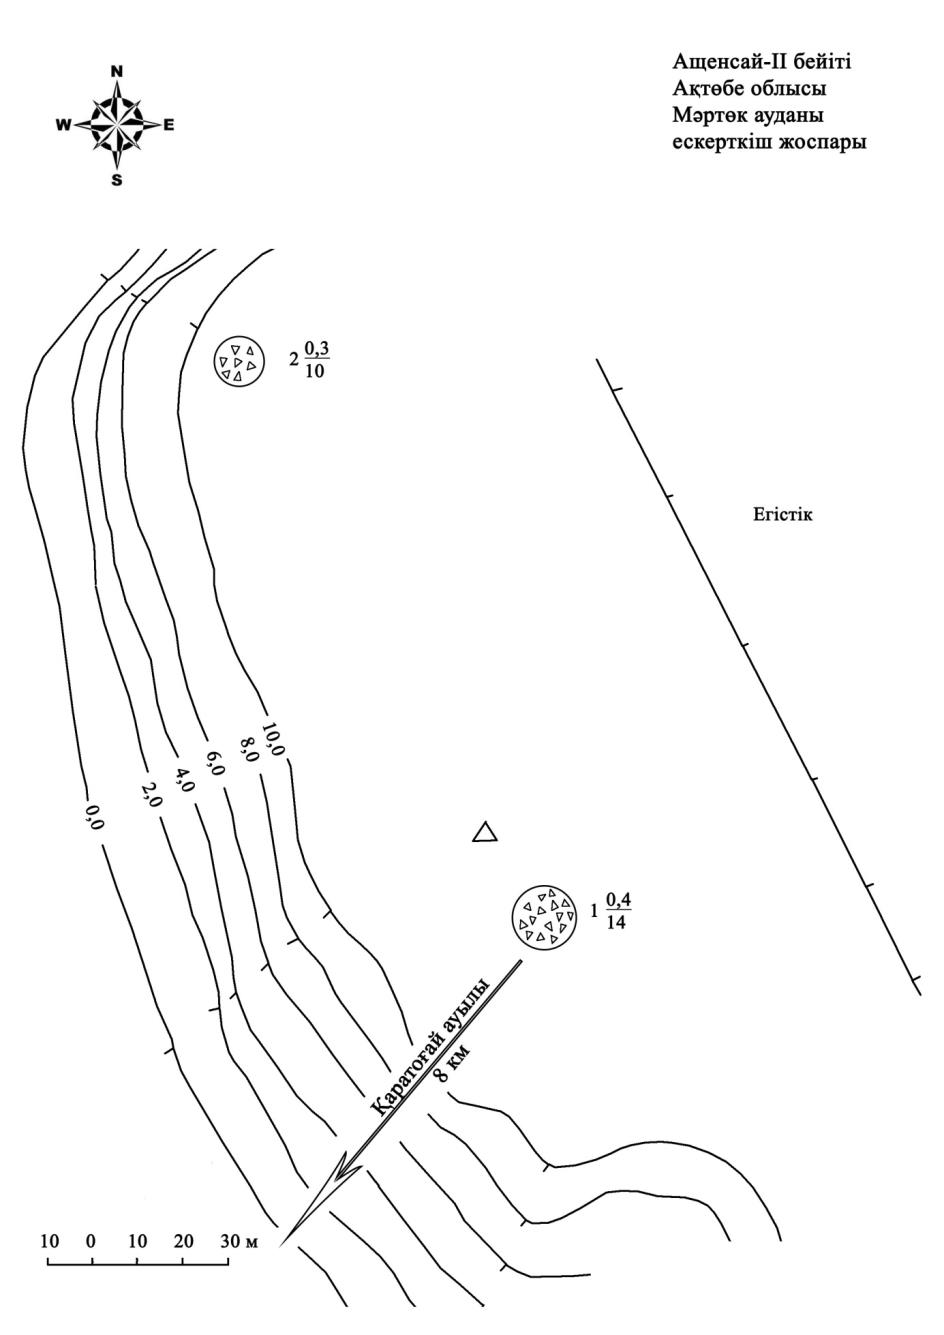 N
W E
S
Ащенсай-II бейіті
Ақтөбе облысы
Мәртөк ауданы
ескерткіш жоспары
2 0,3/10
Егістік
10,0
8,0
6,0
4,0
2,0
0,0
1 0,4/14
Қаратоғай ауылы
8 км
10 0 10 20 30 м